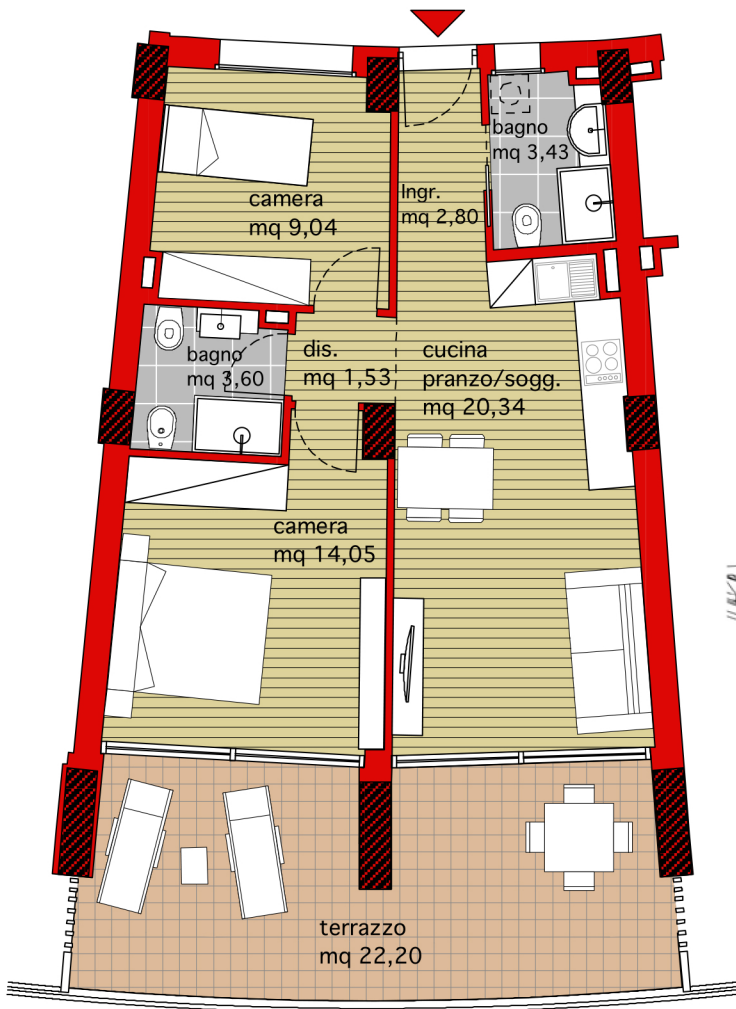 bagno
mq 3,43
camera
mq 9,04
Ingr.
mq 2,80
bagno
mq 3,60
dis.
mq 1,53
cucina
pranzo/sogg.
mq 20,34
camera
mq 14,05
terrazzo
mq 22,20